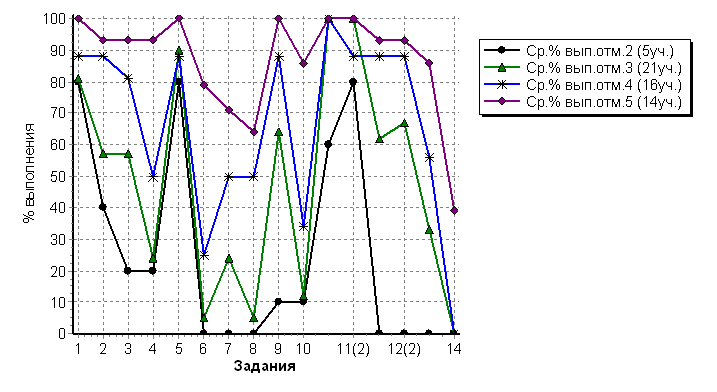 100
90
80
70
60
50
40
30
20
10
0
% выполнения
1 2 3 4 5 6 7 8 9 10 11(2) 12(2) 14
Задания
Ср.% вып.отм.2 (5уч.)
Ср.% вып.отм.3 (21уч.)
Ср.% вып.отм.4 (16уч.)
Ср.% вып.отм.5 (14уч.)